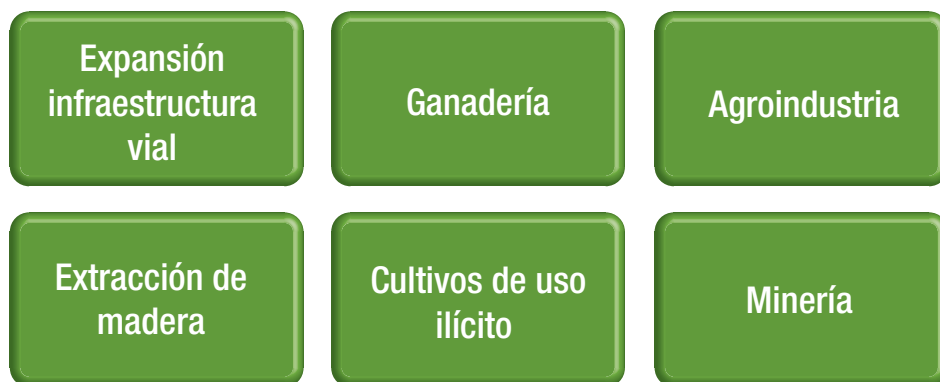 Expansión
infraestructura
vial
Ganadería
Agroindustria
Extracción de
madera
Cultivos de uso
ilícito
Minería